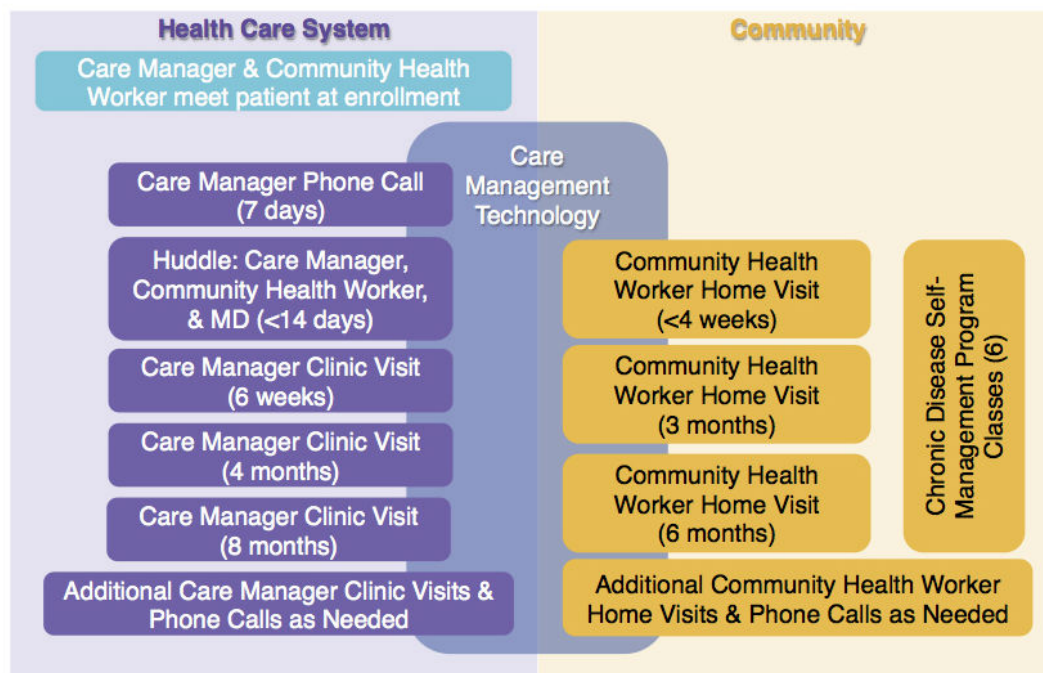 Health Care System
Care Manager & Community Health
Worker meet patient at enrollment
Care Manager Phone Call
(7 days)
Huddle: Care Manager,
Community Health Worker,
& MD (<14 days)
Care Manager Clinic Visit
(6 weeks)
Care Manager Clinic Visit
(4 months)
Care Manager Clinic Visit
(8 months)
Additional Care Manager Clinic Visits &
Phone Calls as Needed
Care
Management
Technology
Community
Community Health
Worker Home Visit
(<4 weeks)
Community Health
Worker Home Visit
(3 months)
Community Health
Worker Home Visit
(6 months)
Chronic Disease Self-
Management Program
Classes (6)
Additional Community Health Worker
Home Visits & Phone Calls as Needed